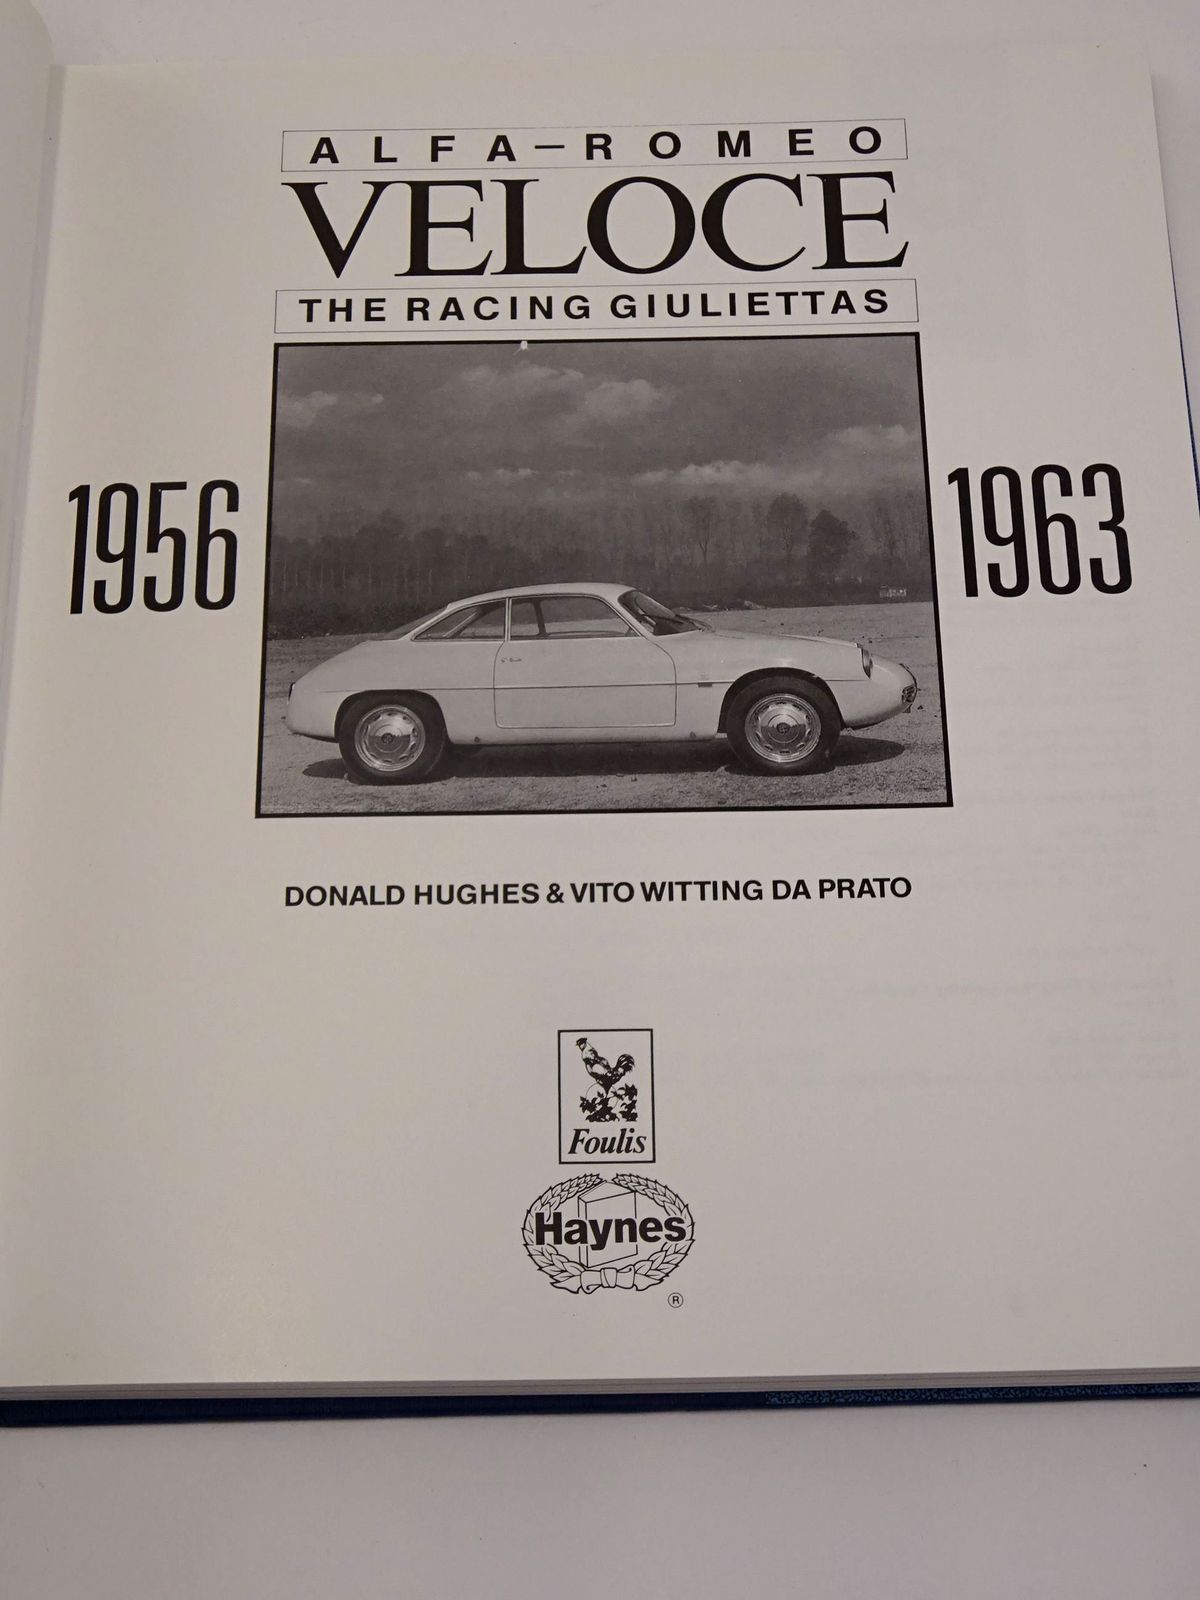 ALFA—ROMEO
VELOCE
THE RACING GIULIETTAS
1956
1963
DONALD HUGHES & VITO WITTING DA PRATO
Foulis
Haynes
®